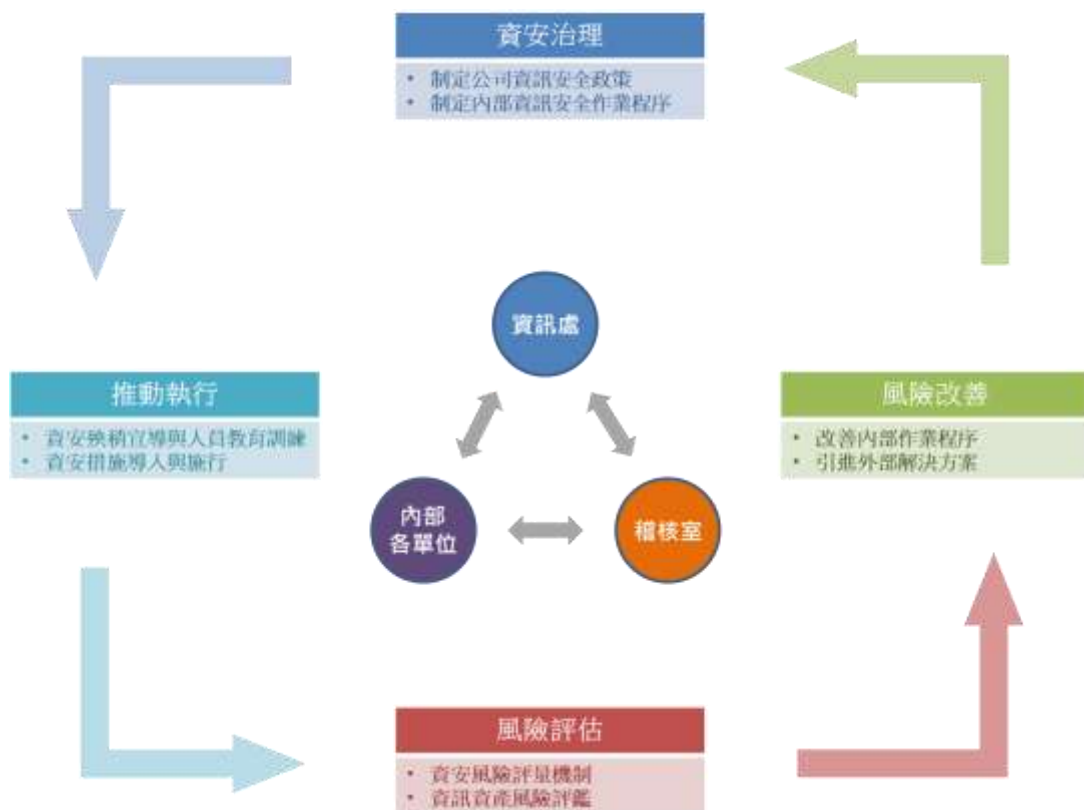 資安治理
• 制定公司資訊安全政策
• 制定內部資訊安全作業程序
資訊處
推動執行
• 資安殃積宣導與人員教育訓練
• 資安措施導入與施行
風險改善
• 改善內部作業程序
• 引進外部解決方案
內部
各單位
稽核室
風險評估
• 資安風險評量機制
• 資訊資產風險評鑑